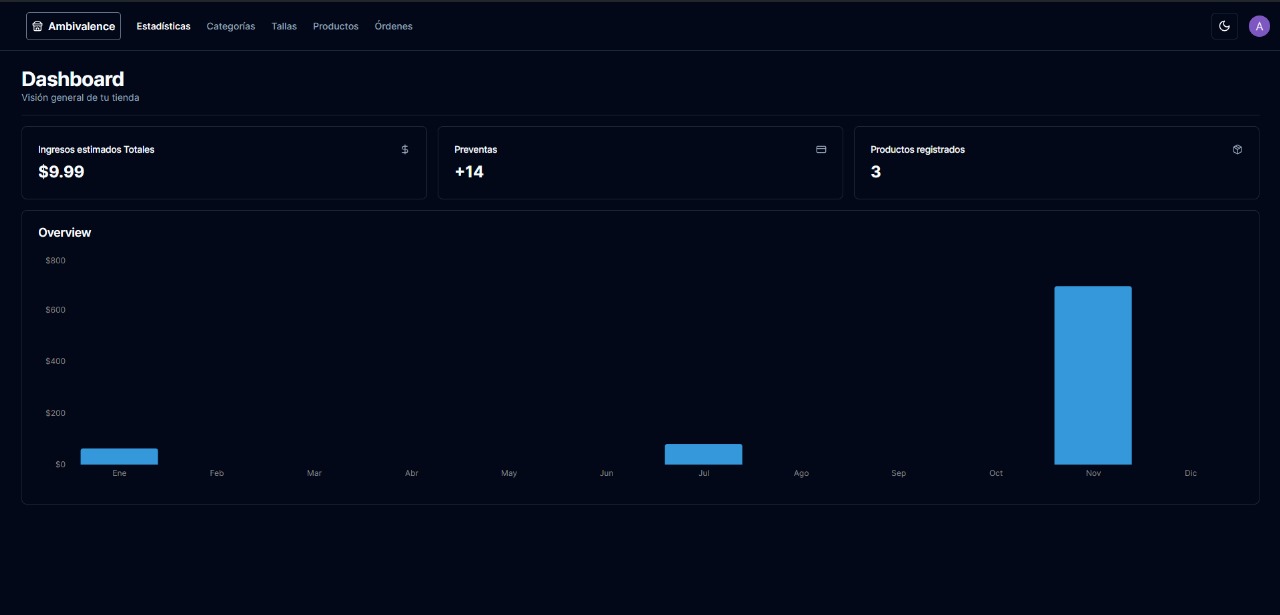 Ambivalence Estadísticas Categorías Tallas Productos Órdenes A
Dashboard
Visión general de tu tienda
Ingresos estimados Totales
$9.99
Preventas
+14
Productos registrados
3
Overview
$800
$600
$400
$200
$0
Ene Feb Mar Abr May Jun Jul Ago Sep Oct Nov Dic